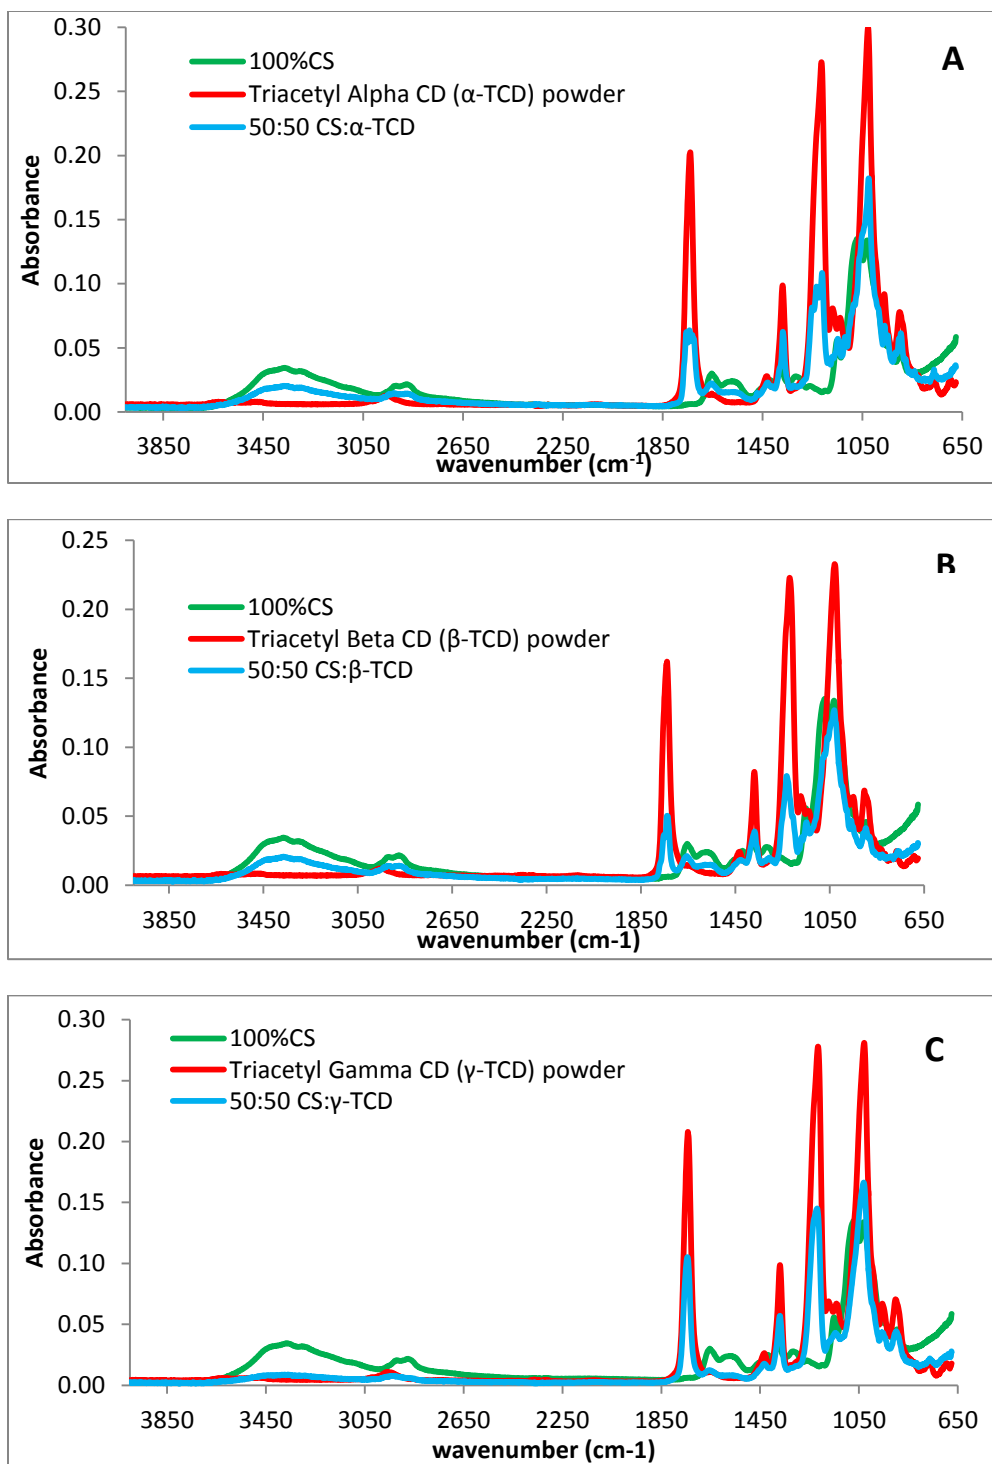 0.30
A
100%CS
0.25
Triacetyl Alpha CD (α-TCD) powder
50:50 CS:α-TCD
0.20
Absorbance
0.15
0.10
0.05
0.00
3850 3450 3050 2650 2250 1850 1450 1050 650
wavenumber (cm-1)
0.25
B
100%CS
0.20
Triacetyl Beta CD (β-TCD) powder
50:50 CS:β-TCD
0.15
Absorbance
0.10
0.05
0.00
3850 3450 3050 2650 2250 1850 1450 1050 650
wavenumber (cm-1)
0.30
100%CS
C
Triacetyl Gamma CD (γ-TCD) powder
0.25
50:50 CS:γ-TCD
0.20
Absorbance
0.15
0.10
0.05
0.00
3850 3450 3050 2650 2250 1850 1450 1050 650
wavenumber (cm-1)